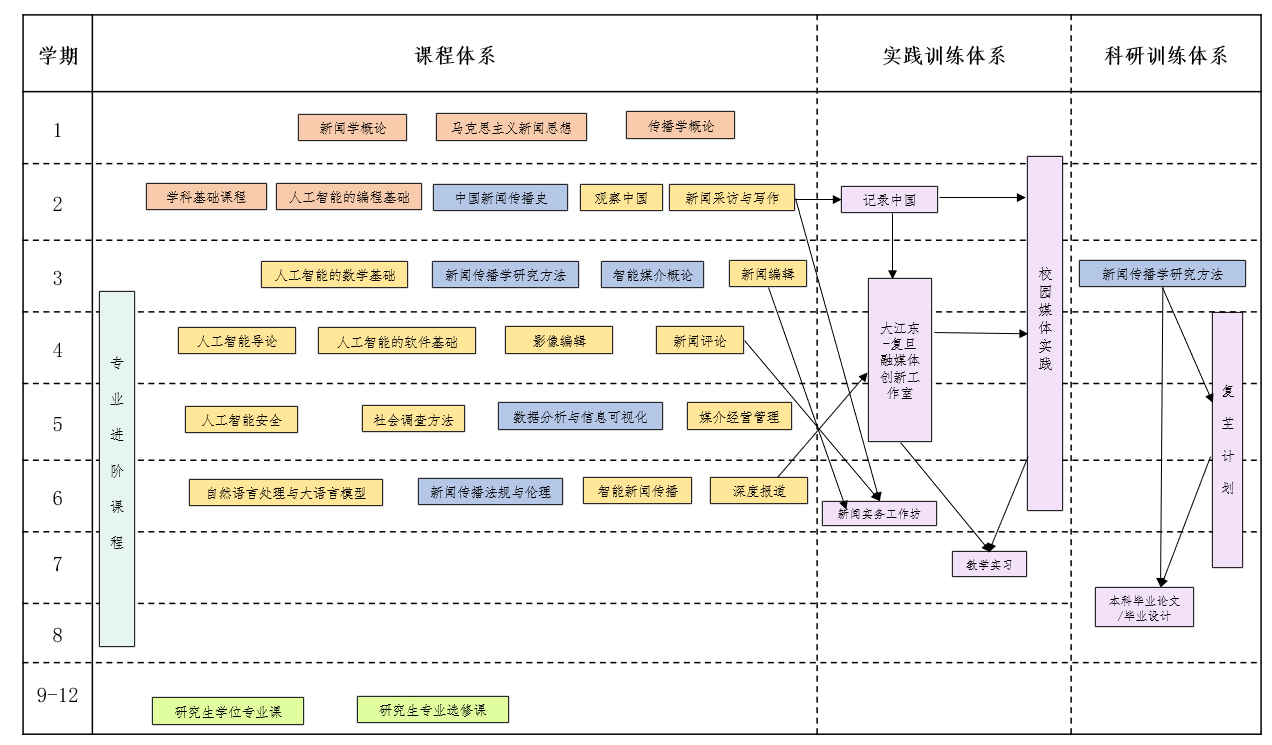 学期
课程体系
实践训练体系
科研训练体系
1
新闻学概论
马克思主义新闻思想
传播学概论
2
学科基础课程
人工智能的编程基础
中国新闻传播史
观察中国
新闻采访与写作
记录中国
3
人工智能的数学基础
新闻传播学研究方法
智能媒介概论
新闻编辑
新闻传播学研究方法
4
人工智能导论
人工智能的软件基础
影像编辑
新闻评论
大江东
-复旦
融媒体
创新工
作室
校
园
媒
体
实
践
5
人工智能安全
社会调查方法
数据分析与信息可视化
媒介经营管理
复
荃
计
划
6
自然语言处理与大语言模型
新闻传播法规与伦理
智能新闻传播
深度报道
新闻实务工作坊
专
业
进
阶
课
程
7
教学实习
8
本科毕业论文
/毕业设计
9-12
研究生学位专业课
研究生专业选修课